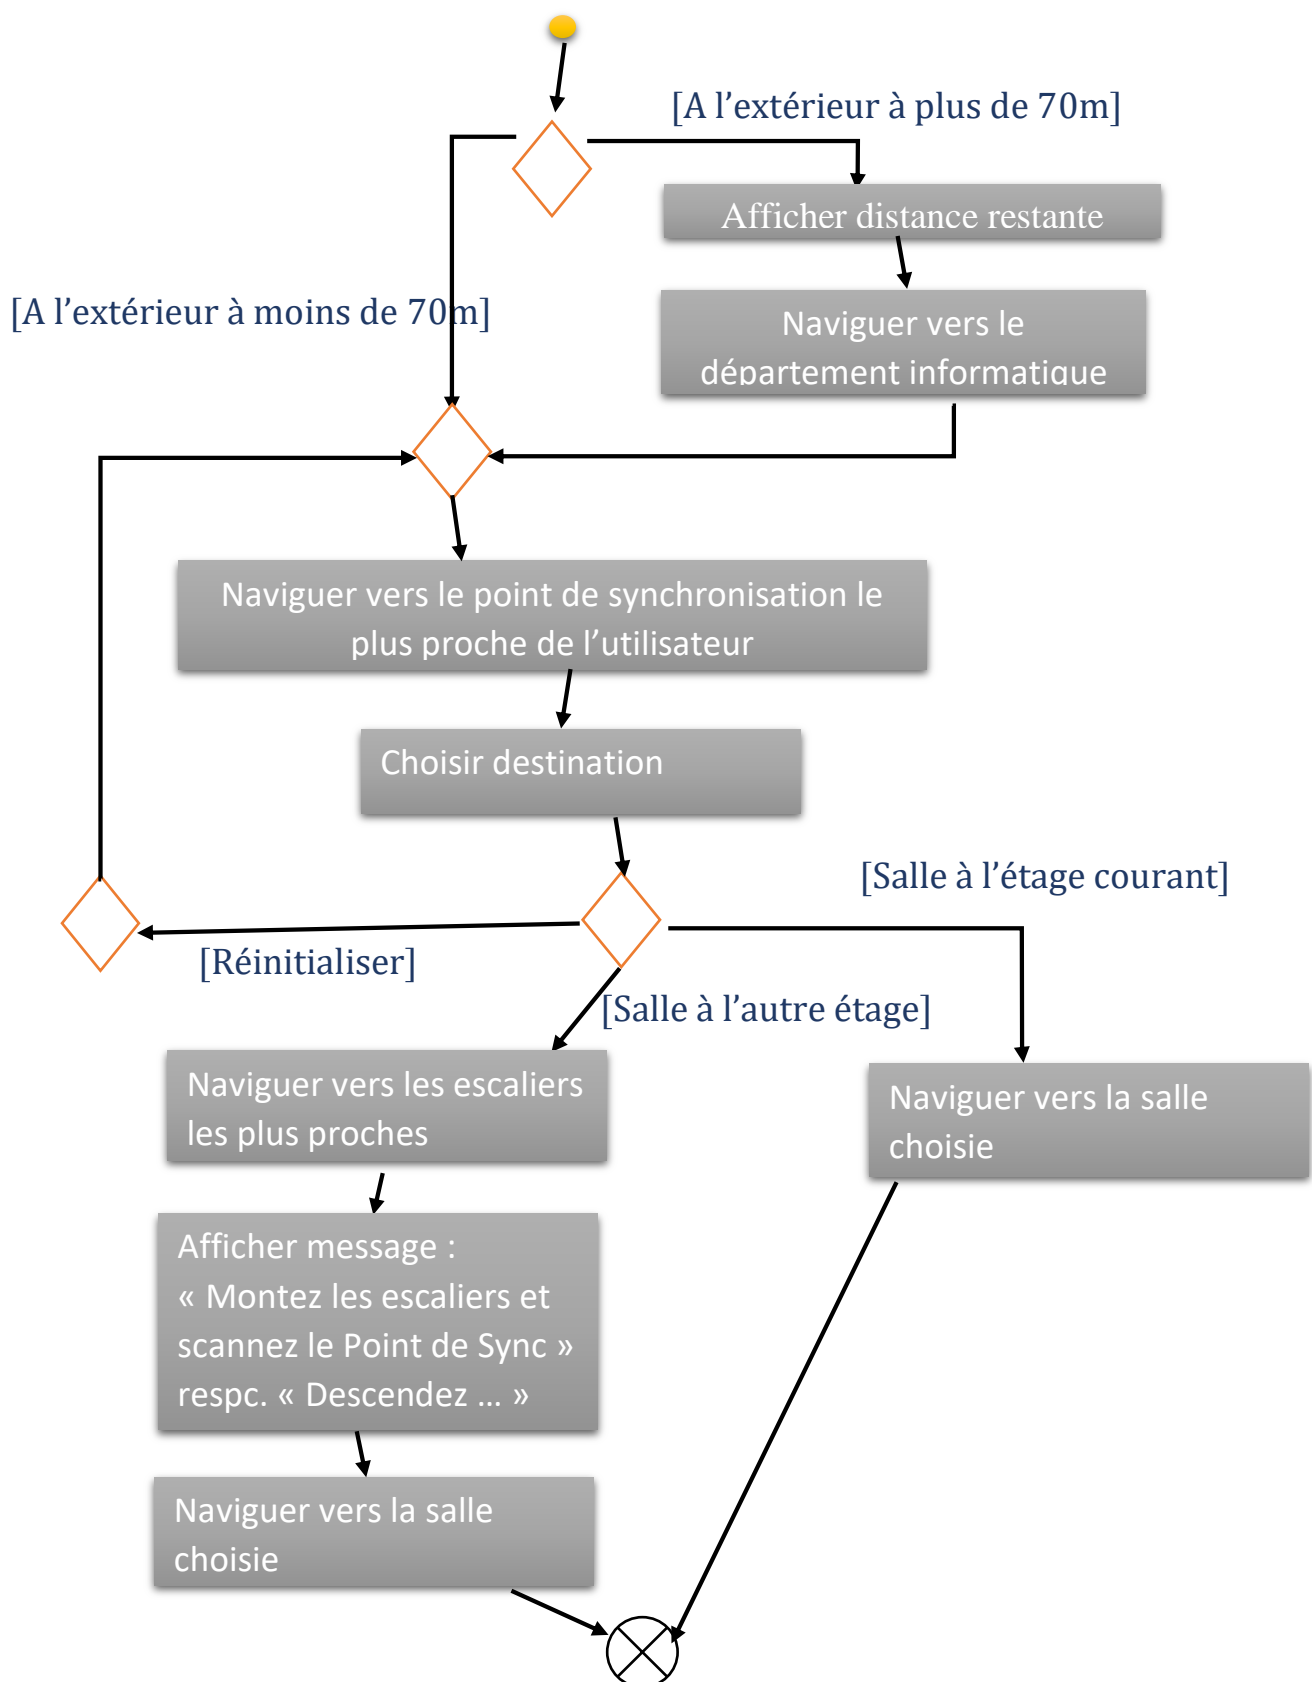 [A l’extérieur à plus de 70m]
Afficher distance restante
[A l’extérieur à moins de 70m]
Naviguer vers le
département informatique
Naviguer vers le point de synchronisation le
plus proche de l’utilisateur
Choisir destination
[Salle à l’étage courant]
[Réinitialiser]
[Salle à l’autre étage]
Naviguer vers les escaliers
les plus proches
Naviguer vers la salle
choisie
Afficher message :
« Montez les escaliers et
scannez le Point de Sync »
respc. « Descendez ... »
Naviguer vers la salle
choisie